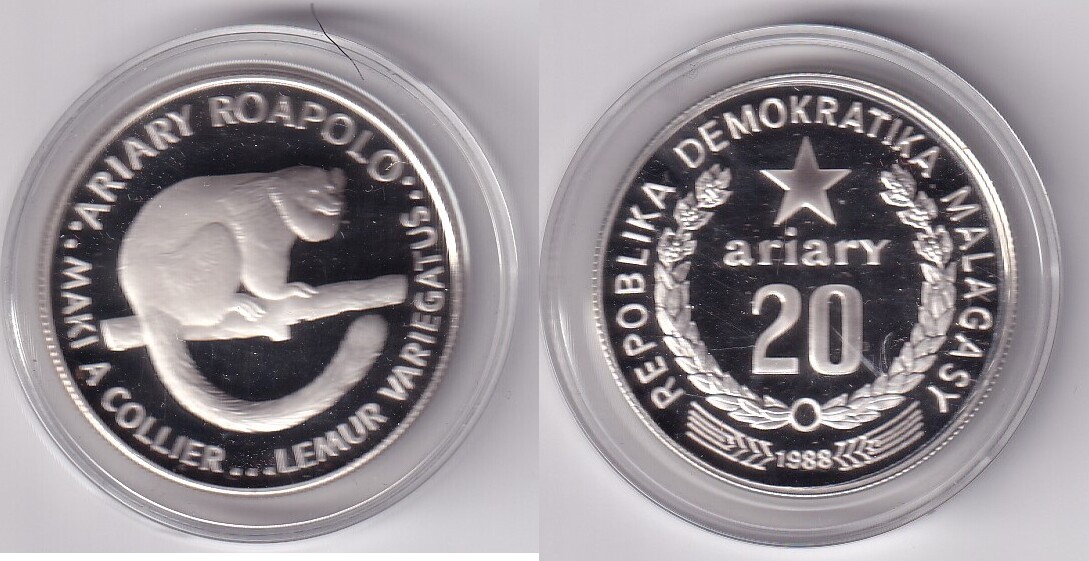 "ARIARY ROAPOLO"
. MAKI A COLLIER...LEMUR VARIEGATUS.
REPOBLIKA DEMOKRATIKA MALAGASY
ariary
20
1988